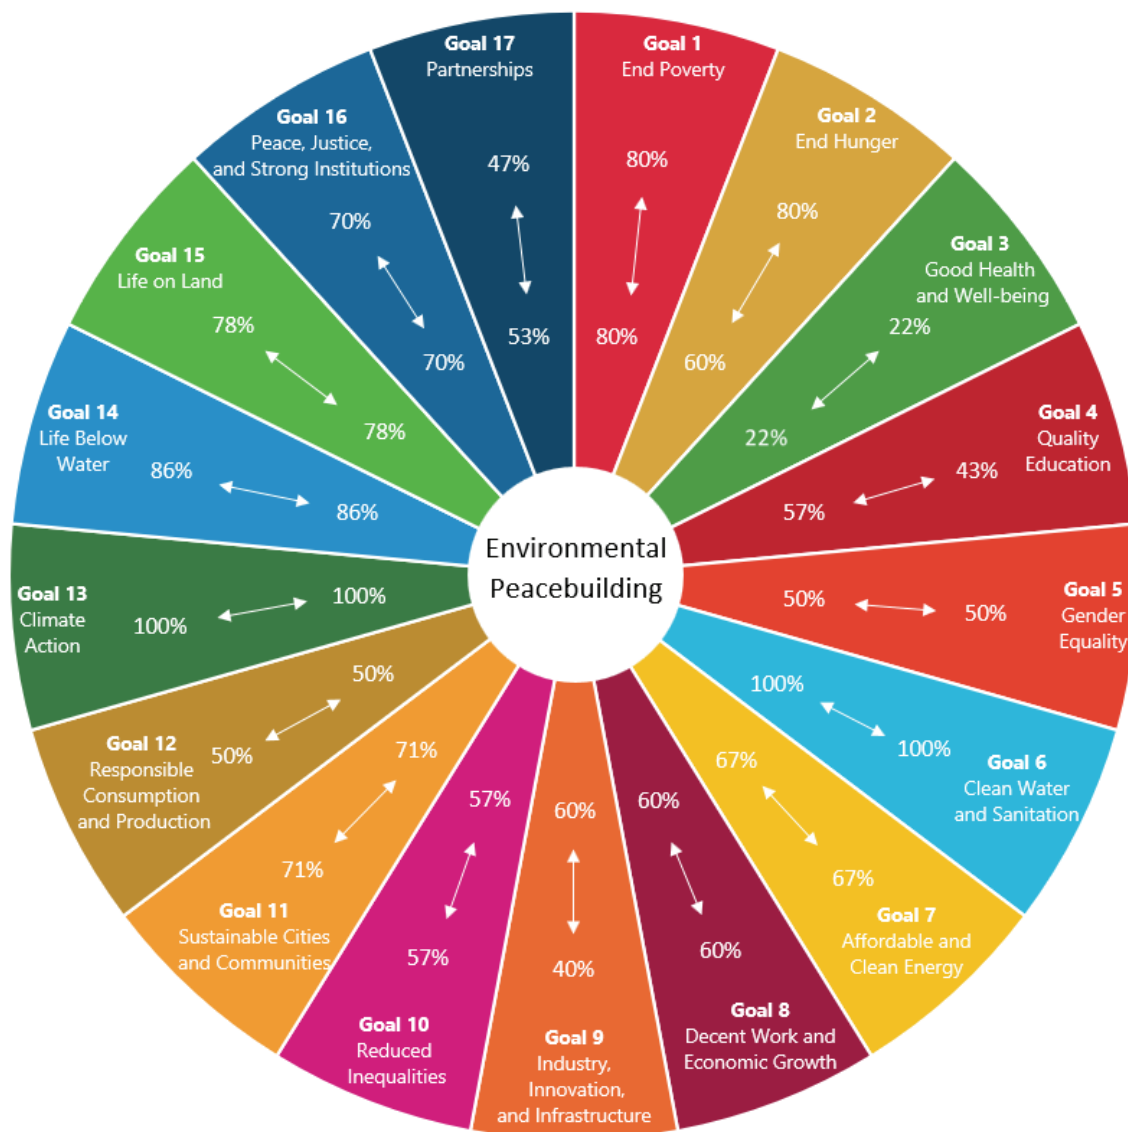 Goal 1
End Poverty
80%
80%
Goal 2
End Hunger
80%
60%
Goal 3
Good Health
and Well-being
22%
22%
Goal 4
Quality
Education
43%
57%
Goal 5
Gender
Equality
50%
50%
Goal 6
Clean Water
and Sanitation
100%
100%
Goal 7
Affordable and
Clean Energy
67%
67%
Goal 8
Decent Work and
Economic Growth
60%
60%
Goal 9
Industry,
Innovation,
and Infrastructure
40%
60%
Goal 10
Reduced
Inequalities
57%
57%
Goal 11
Sustainable Cities
and Communities
71%
71%
Goal 12
Responsible
Consumption
and Production
50%
50%
Goal 13
Climate
Action
100%
100%
Goal 14
Life Below
Water
86%
86%
Goal 15
Life on Land
78%
78%
Goal 16
Peace, Justice,
and Strong Institutions
70%
70%
Goal 17
Partnerships
47%
53%
Environmental
Peacebuilding